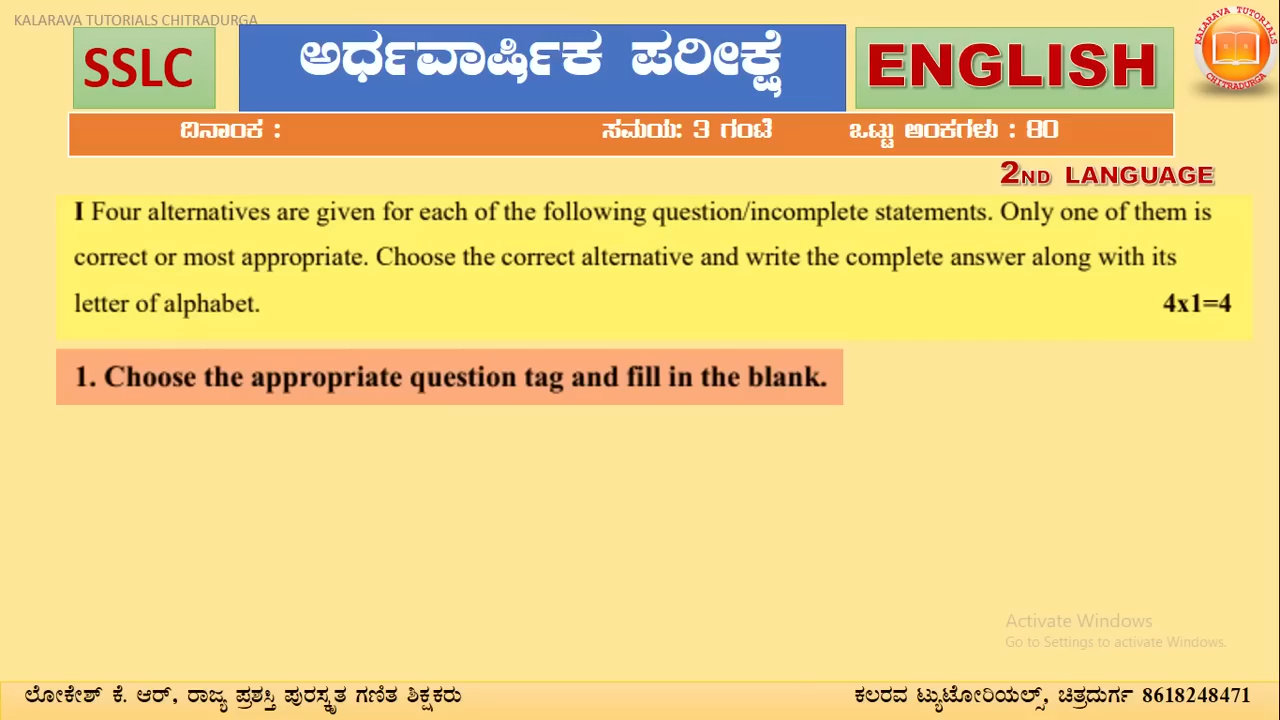 KALARAVA TUTORIALS CHITRADURGA
SSLC
ಅರ್ಧವಾರ್ಷಿಕ ಪರೀಕ್ಷೆ
ENGLISH
KALARAVA TUTORIALS
CHITRADURGA
ದಿನಾಂಕ : ಸಮಯ: 3 ಗಂಟೆ ಒಟ್ಟು ಅಂಕಗಳು : 80
2ND LANGUAGE
I Four alternatives are given for each of the following question/incomplete statements. Only one of them is
correct or most appropriate. Choose the correct alternative and write the complete answer along with its
letter of alphabet. 4x1=4
1. Choose the appropriate question tag and fill in the blank.
Activate Windows
Go to Settings to activate Windows.
ಲೋಕೇಶ್ ಕೆ. ಆರ್, ರಾಜ್ಯ ಪ್ರಶಸ್ತಿ ಪುರಸ್ಕೃತ ಗಣಿತ ಶಿಕ್ಷಕರು ಕಲರವ ಟ್ಯುಟೋರಿಯಲ್ಸ್, ಚಿತ್ರದುರ್ಗ 8618248471